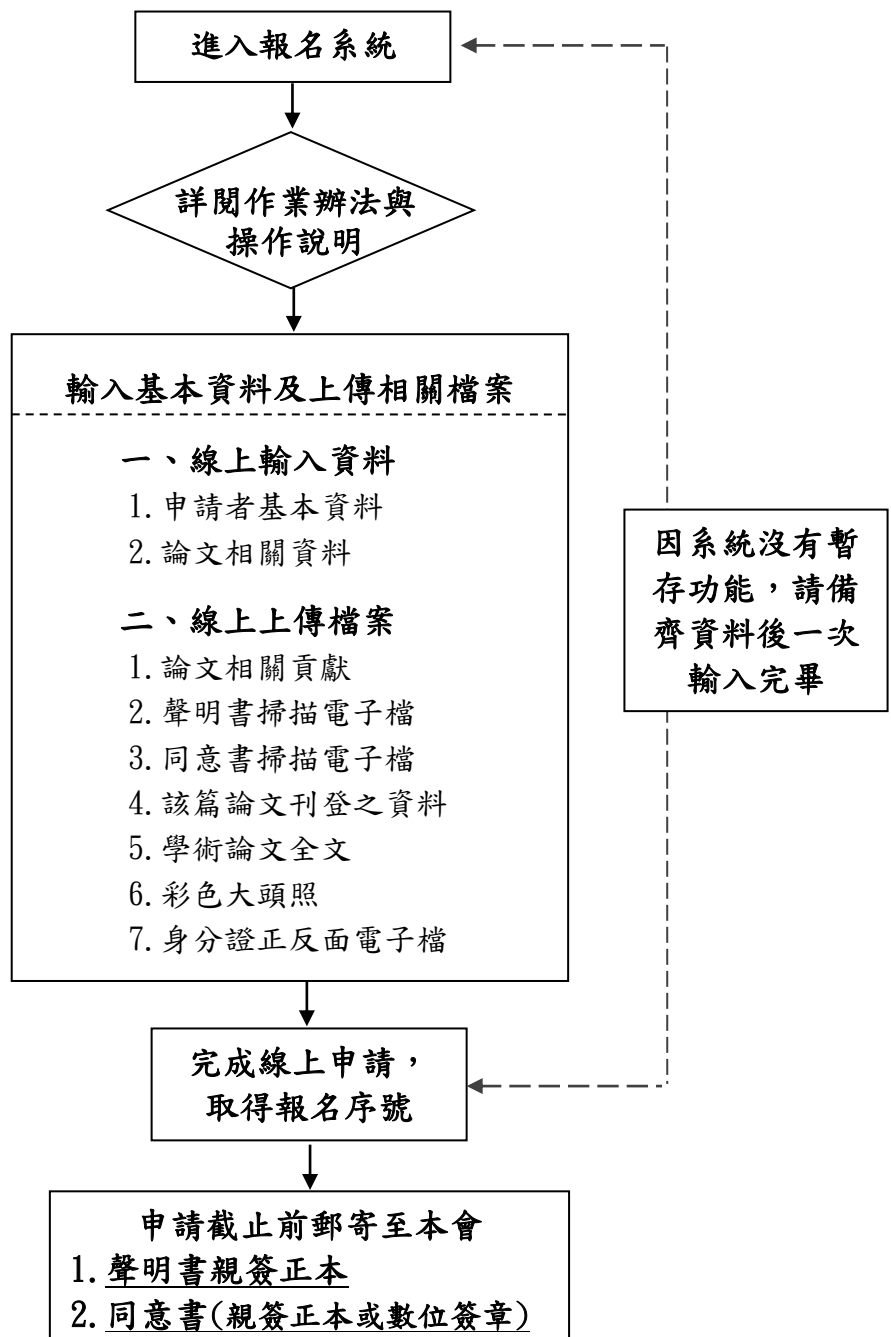 進入報名系統
詳閱作業辦法與
操作說明
輸入基本資料及上傳相關檔案
一、線上輸入資料
1.申請者基本資料
2.論文相關資料
二、線上上傳檔案
1.論文相關貢獻
2.聲明書掃描電子檔
3.同意書掃描電子檔
4.該篇論文刊登之資料
5.學術論文全文
6.彩色大頭照
7.身分證正反面電子檔
因系統沒有暫
存功能，請備
齊資料後一次
輸入完畢
完成線上申請，
取得報名序號
申請截止前郵寄至本會
1.聲明書親簽正本
2.同意書(親簽正本或數位簽章)